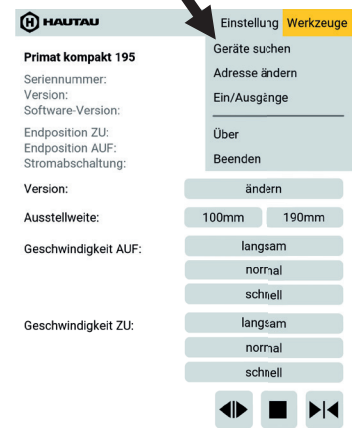 HAUTAU
Einstellung Werkzeuge
Geräte suchen
Primat kompakt 195
Adresse ändern
Seriennummer:
Version:
Ein/Ausgänge
Software-Version:
Endposition ZU:
Über
Endposition AUF:
Stromabschaltung:
Beenden
Version: ändern
Ausstellweite: 100mm 190mm
Geschwindigkeit AUF: langsam
normal
schnell
Geschwindigkeit ZU: langsam
normal
schnell